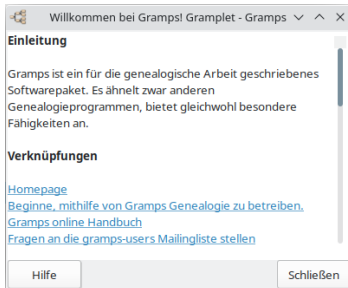 Willkommen bei Gramps! Gramplet - Gramps
Einleitung
Gramps ist ein für die genealogische Arbeit geschriebenes
Softwarepaket. Es ähnelt zwar anderen
Genealogieprogrammen, bietet gleichwohl besondere
Fähigkeiten an.
Verknüpfungen
Homepage
Beginne, mithilfe von Gramps Genealogie zu betreiben.
Gramps online Handbuch
Fragen an die gramps-users Mailingliste stellen
Hilfe
Schließen